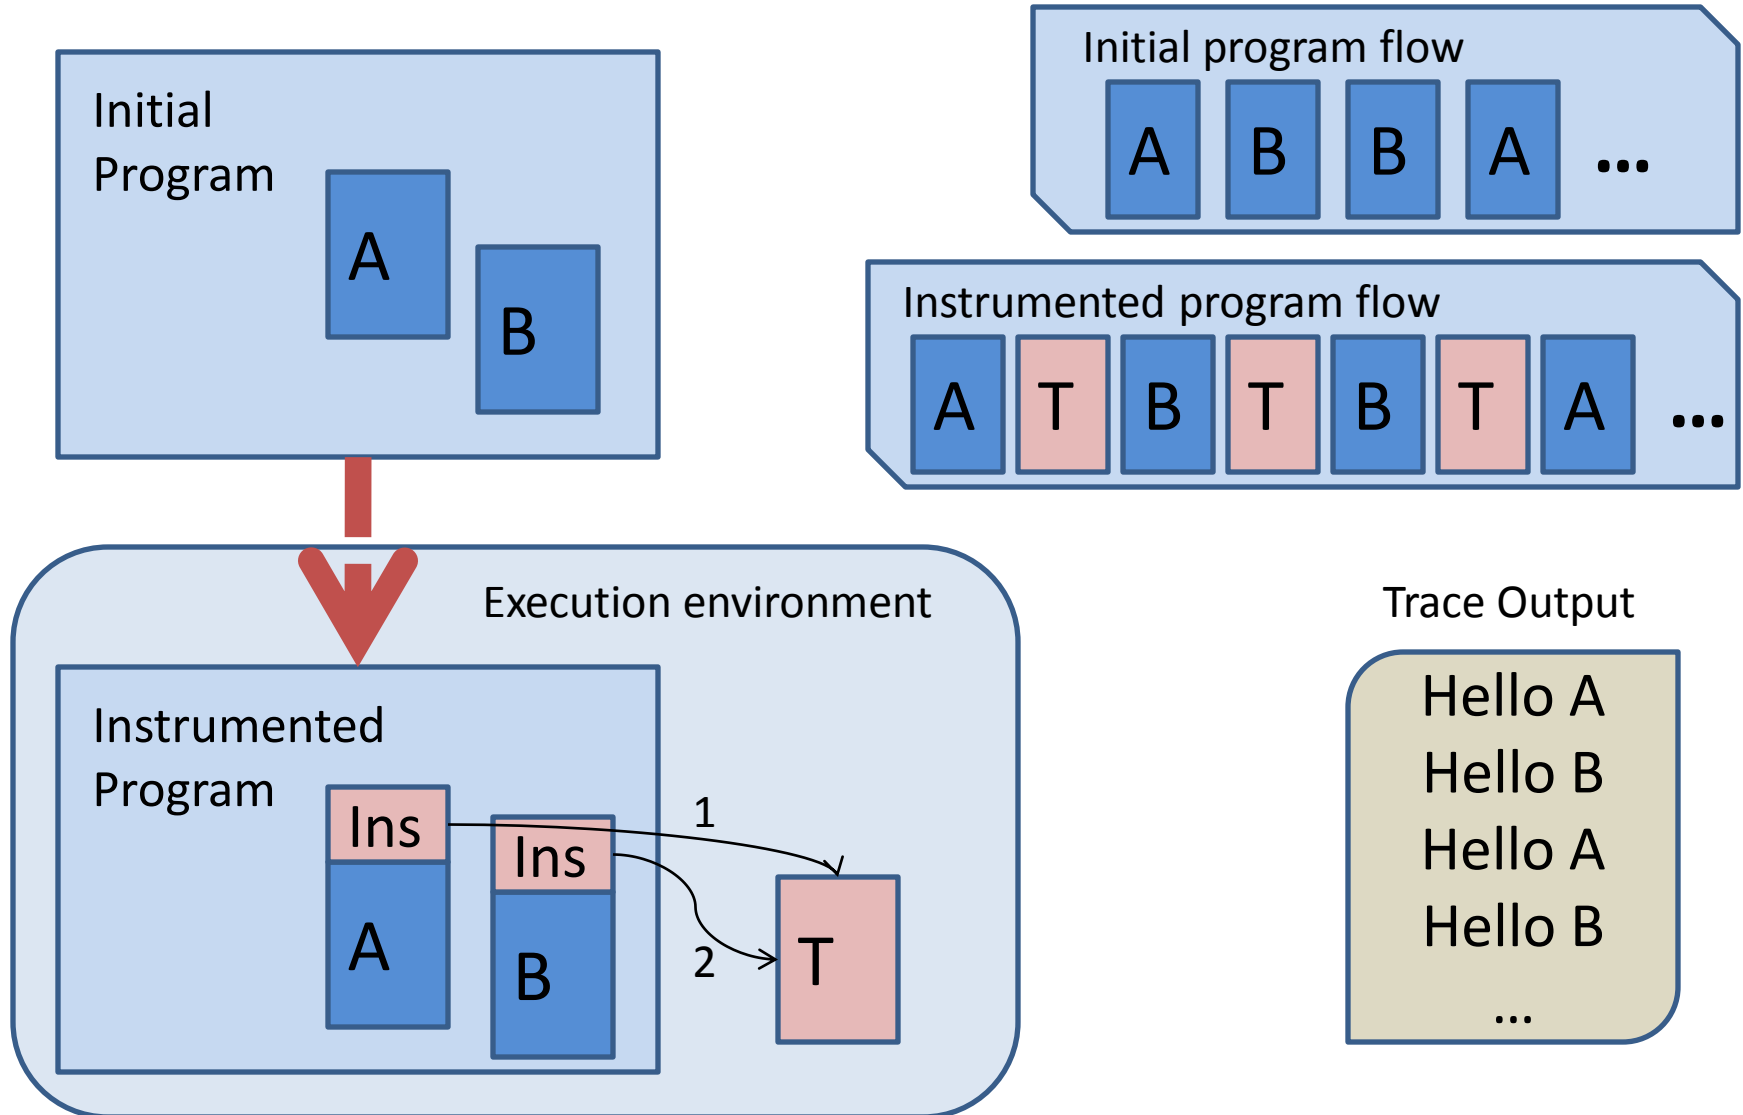 Initial
Program
A
B
Initial program flow
A B B A ...
Instrumented program flow
A T B T B T A ...
Execution environment
Instrumented
Program
Ins
A
Ins
B
1
2
T
Trace Output
Hello A
Hello B
Hello A
Hello B
...